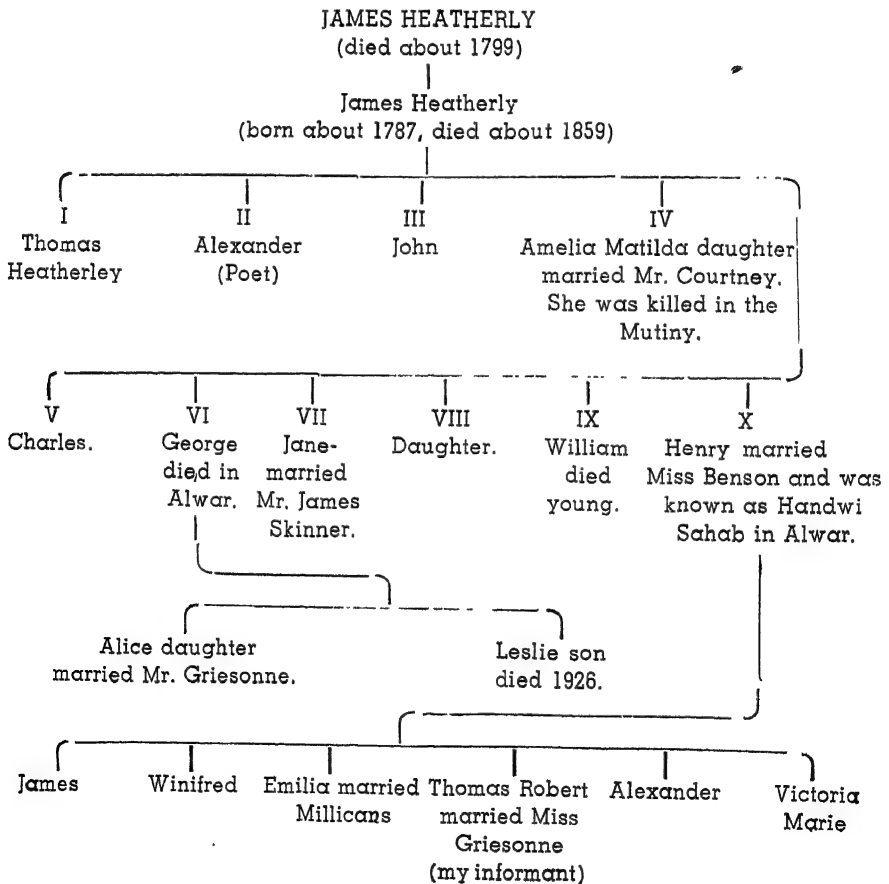 JAMES HEATHERLY
(died about 1799)
James Heatherly
(born about 1787, died about 1859)
I
Thomas
Heatherley
II
Alexander
(Poet)
III
John
IV
Amelia Matilda daughter
married Mr. Courtney.
She was killed in the
Mutiny.
V
Charles.
VI
George
died in
Alwar.
VII
Jane-
married
Mr. James
Skinner.
VIII
Daughter.
IX
William
died
young.
X
Henry married
Miss Benson and was
known as Handwi
Sahab in Alwar.
Alice daughter
married Mr. Griesonne.
Leslie son
died 1926.
James
Winifred
Emilia married
Millicans
Thomas Robert
married Miss
Griesonne
(my informant)
Alexander
Victoria
Marie